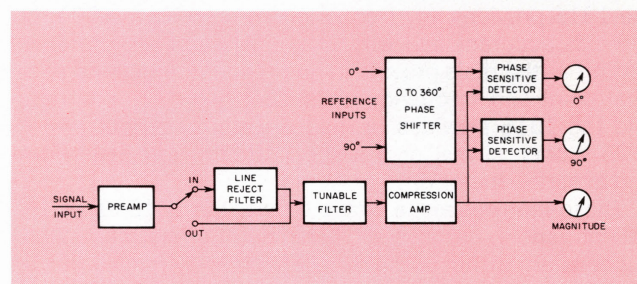 0°
REFERENCE
INPUTS
90°
0 TO 360°
PHASE
SHIFTER
PHASE
SENSITIVE
DETECTOR
0°
PHASE
SENSITIVE
DETECTOR
90°
SIGNAL
INPUT
PREAMP
IN
OUT
LINE
REJECT
FILTER
TUNABLE
FILTER
COMPRESSION
AMP
MAGNITUDE